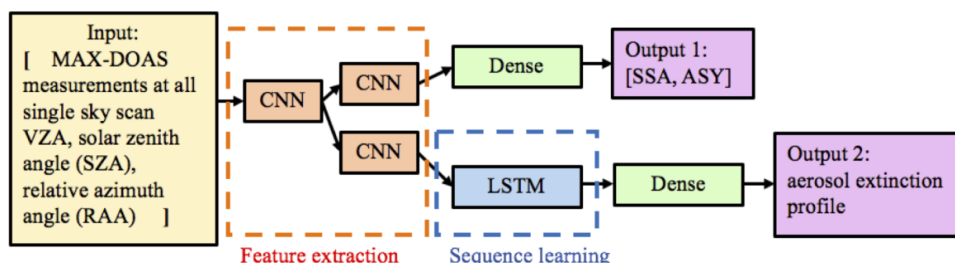 Input:
[ MAX-DOAS
measurements at all
single sky scan
VZA, solar zenith
angle (SZA),
relative azimuth
angle (RAA) ]
CNN
CNN
CNN
Feature extraction
Dense
Output 1:
[SSA, ASY]
LSTM
Sequence learning
Dense
Output 2:
aerosol extinction
profile